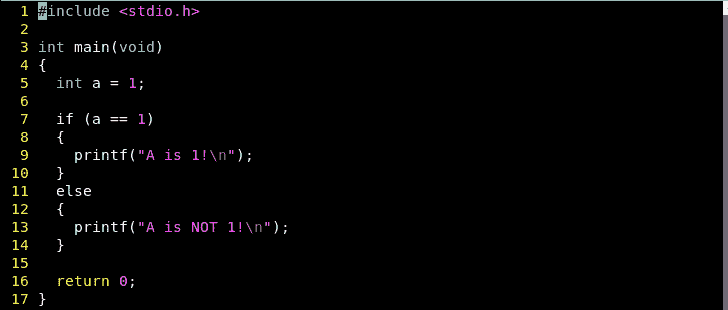 1 #include <stdio.h>
2
3 int main(void)
4 {
5   int a = 1;
6
7   if (a == 1)
8   {
9     printf("A is 1!\n");
10   }
11   else
12   {
13     printf("A is NOT 1!\n");
14   }
15
16   return 0;
17 }